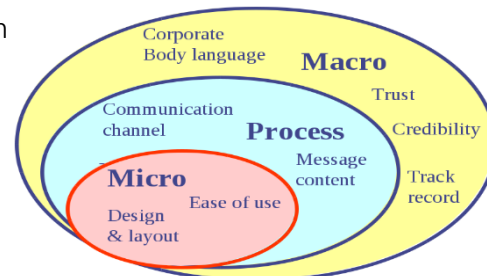 n
Corporate
Body language
Macro
Trust
Communication
channel
Process
Credibility
Message
content
Micro
Track
record
Ease of use
Design
& layout